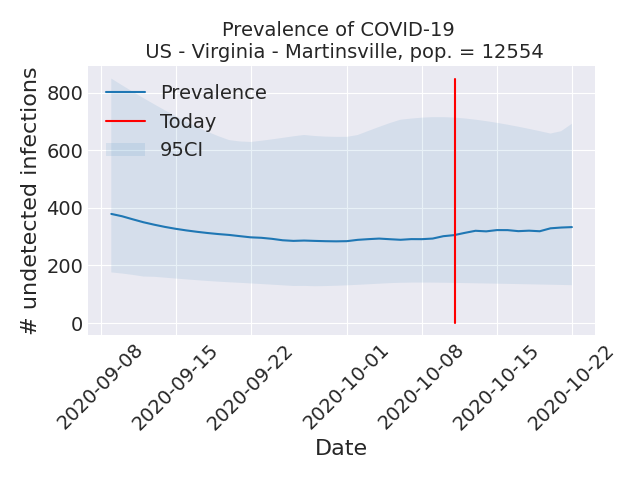 Prevalence of COVID-19
US - Virginia - Martinsville, pop. = 12554
# undetected infections
800
600
400
200
0
Prevalence
Today
95CI
2020-09-08
2020-09-15
2020-09-22
2020-10-01
2020-10-08
2020-10-15
2020-10-22
Date